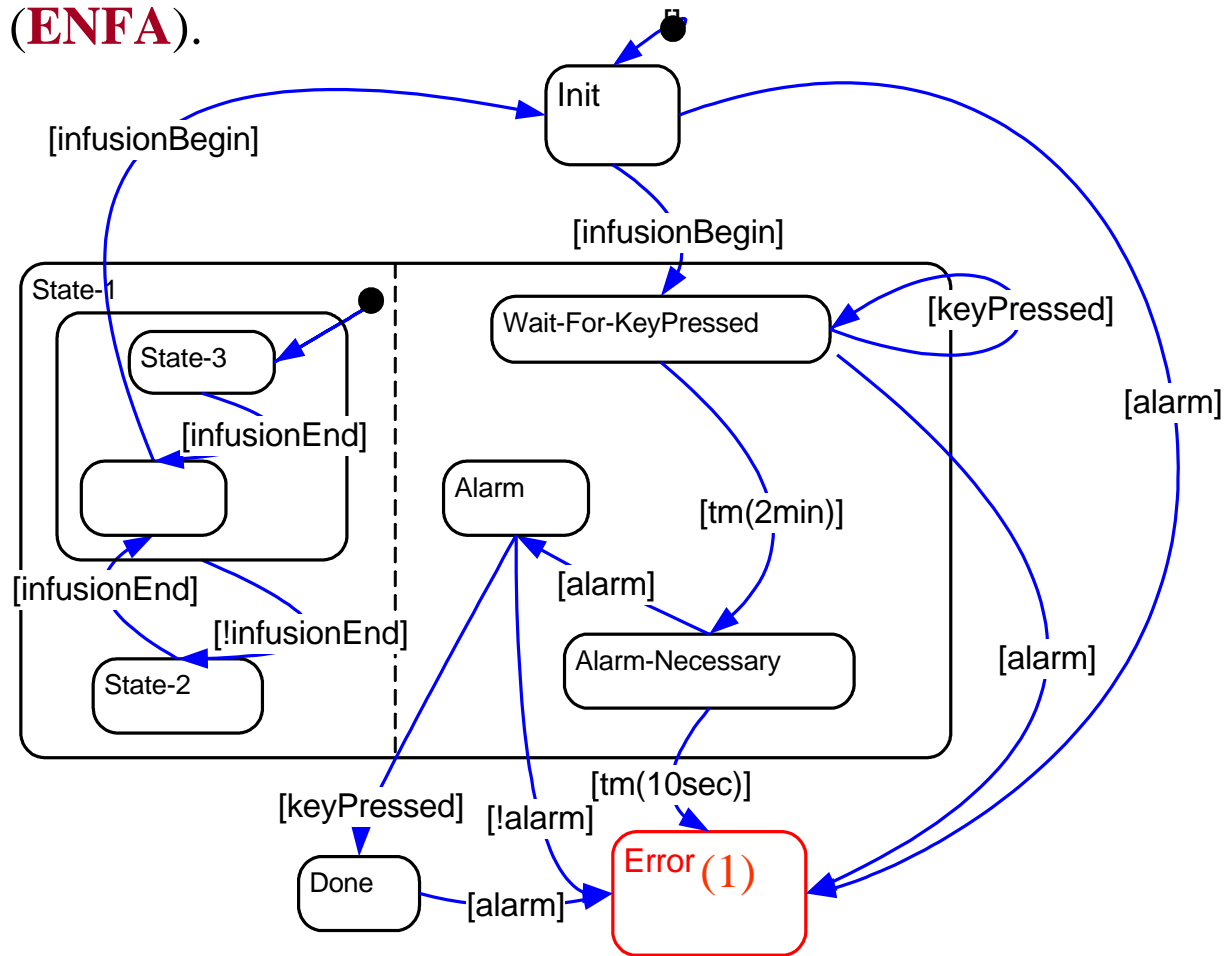 (ENFA).
[]
Init
[infusionBegin]
[infusionBegin]
State-1
Wait-For-KeyPressed
[keyPressed]
State-3
[alarm]
[infusionEnd]
Alarm
[tm(2min)]
[infusionEnd]
[alarm]
[!infusionEnd]
Alarm-Necessary
[alarm]
State-2
[tm(10sec)]
[keyPressed]
[!alarm]
Error (1)
Done
[alarm]